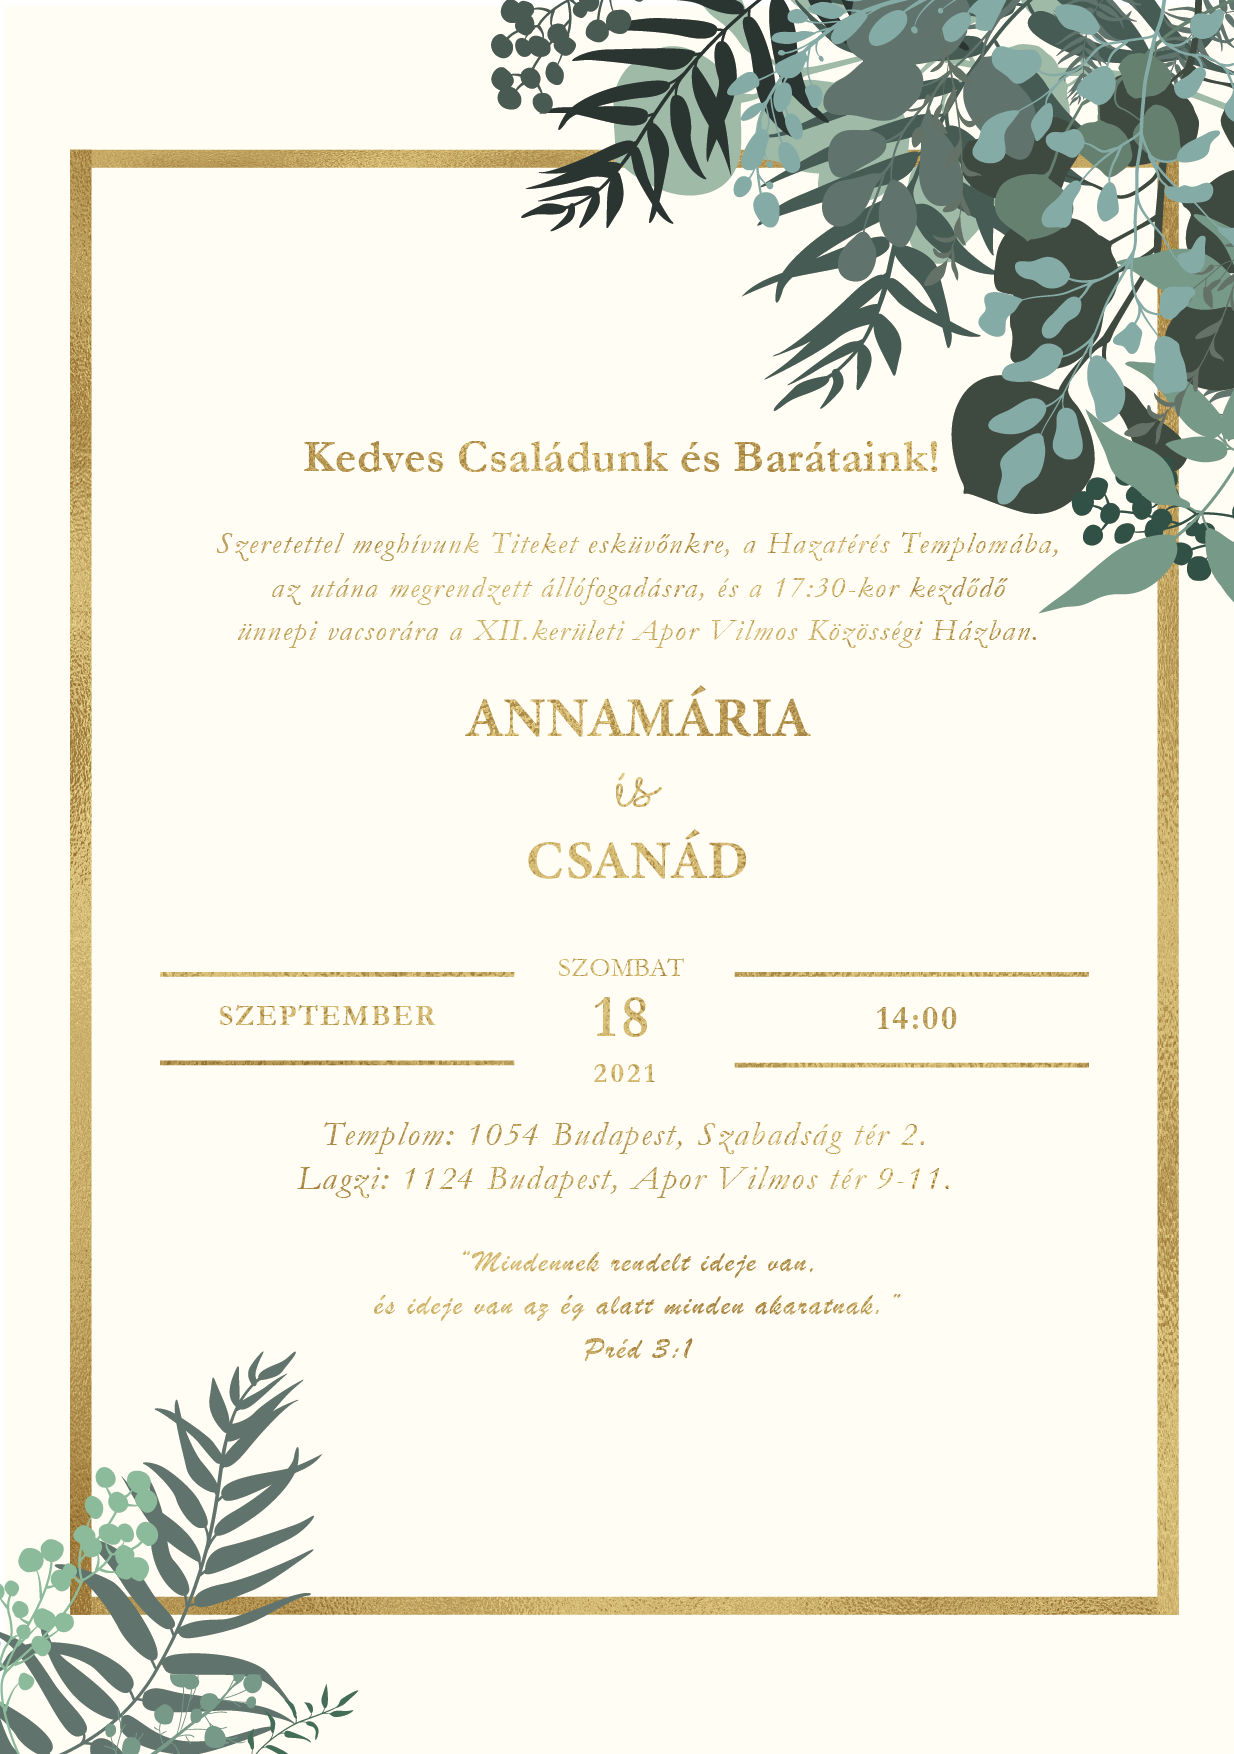 Kedves Családunk és Barátaink!
Szeretettel meghívunk Titeket esküvőnkre, a Hazatérés Templomába,
az utána megrendzett állófogadásra, és a 17:30-kor kezdődő
ünnepi vacsorára a XII.kerületi Apor Vilmos Közösségi Házban.
ANNAMÁRIA
és
CSANÁD
SZOMBAT
SZEPTEMBER 18 14:00
2021
Templom: 1054 Budapest, Szabadság tér 2.
Lagzi: 1124 Budapest, Apor Vilmos tér 9-11.
"Mindennek rendelt ideje van,
és ideje van az ég alatt minden akaratnak."
Préd 3:1